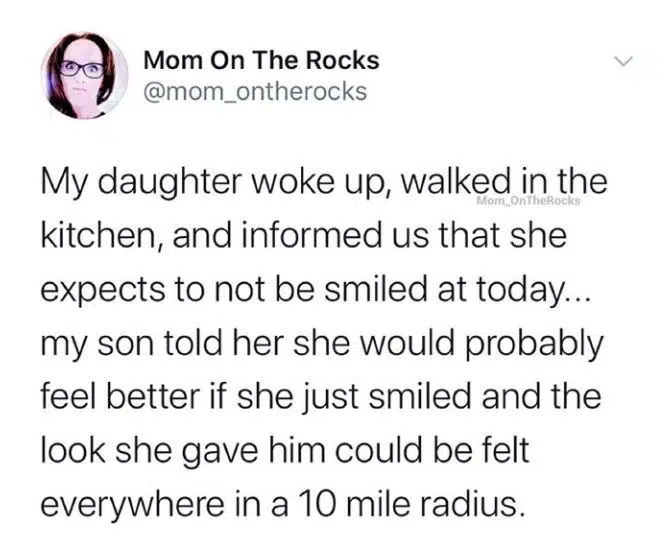 Mom On The Rocks
@mom_ontherocks
My daughter woke up, walked in the
Mom_OnTheRocks
kitchen, and informed us that she
expects to not be smiled at today...
my son told her she would probably
feel better if she just smiled and the
look she gave him could be felt
everywhere in a 10 mile radius.